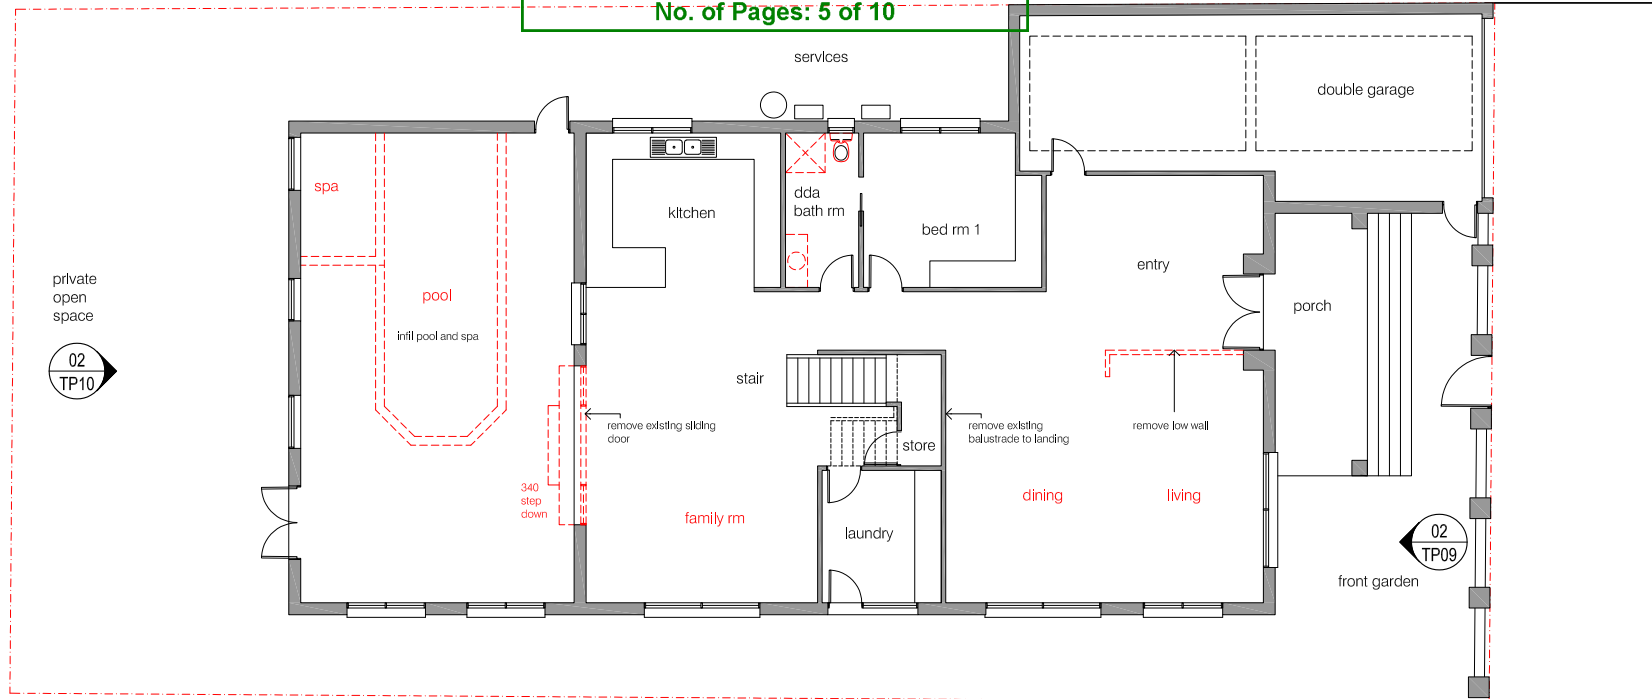 No. of Pages: 5 of 10
services
double garage
spa
kitchen
dda
bath rm
bed rm 1
entry
private
open
space
pool
infil pool and spa
porch
02
TP10
stair
remove existing sliding
door
store
remove existing
balustrade to landing
remove low wall
340
step
down
family rm
dining
living
laundry
02
TP09
front garden